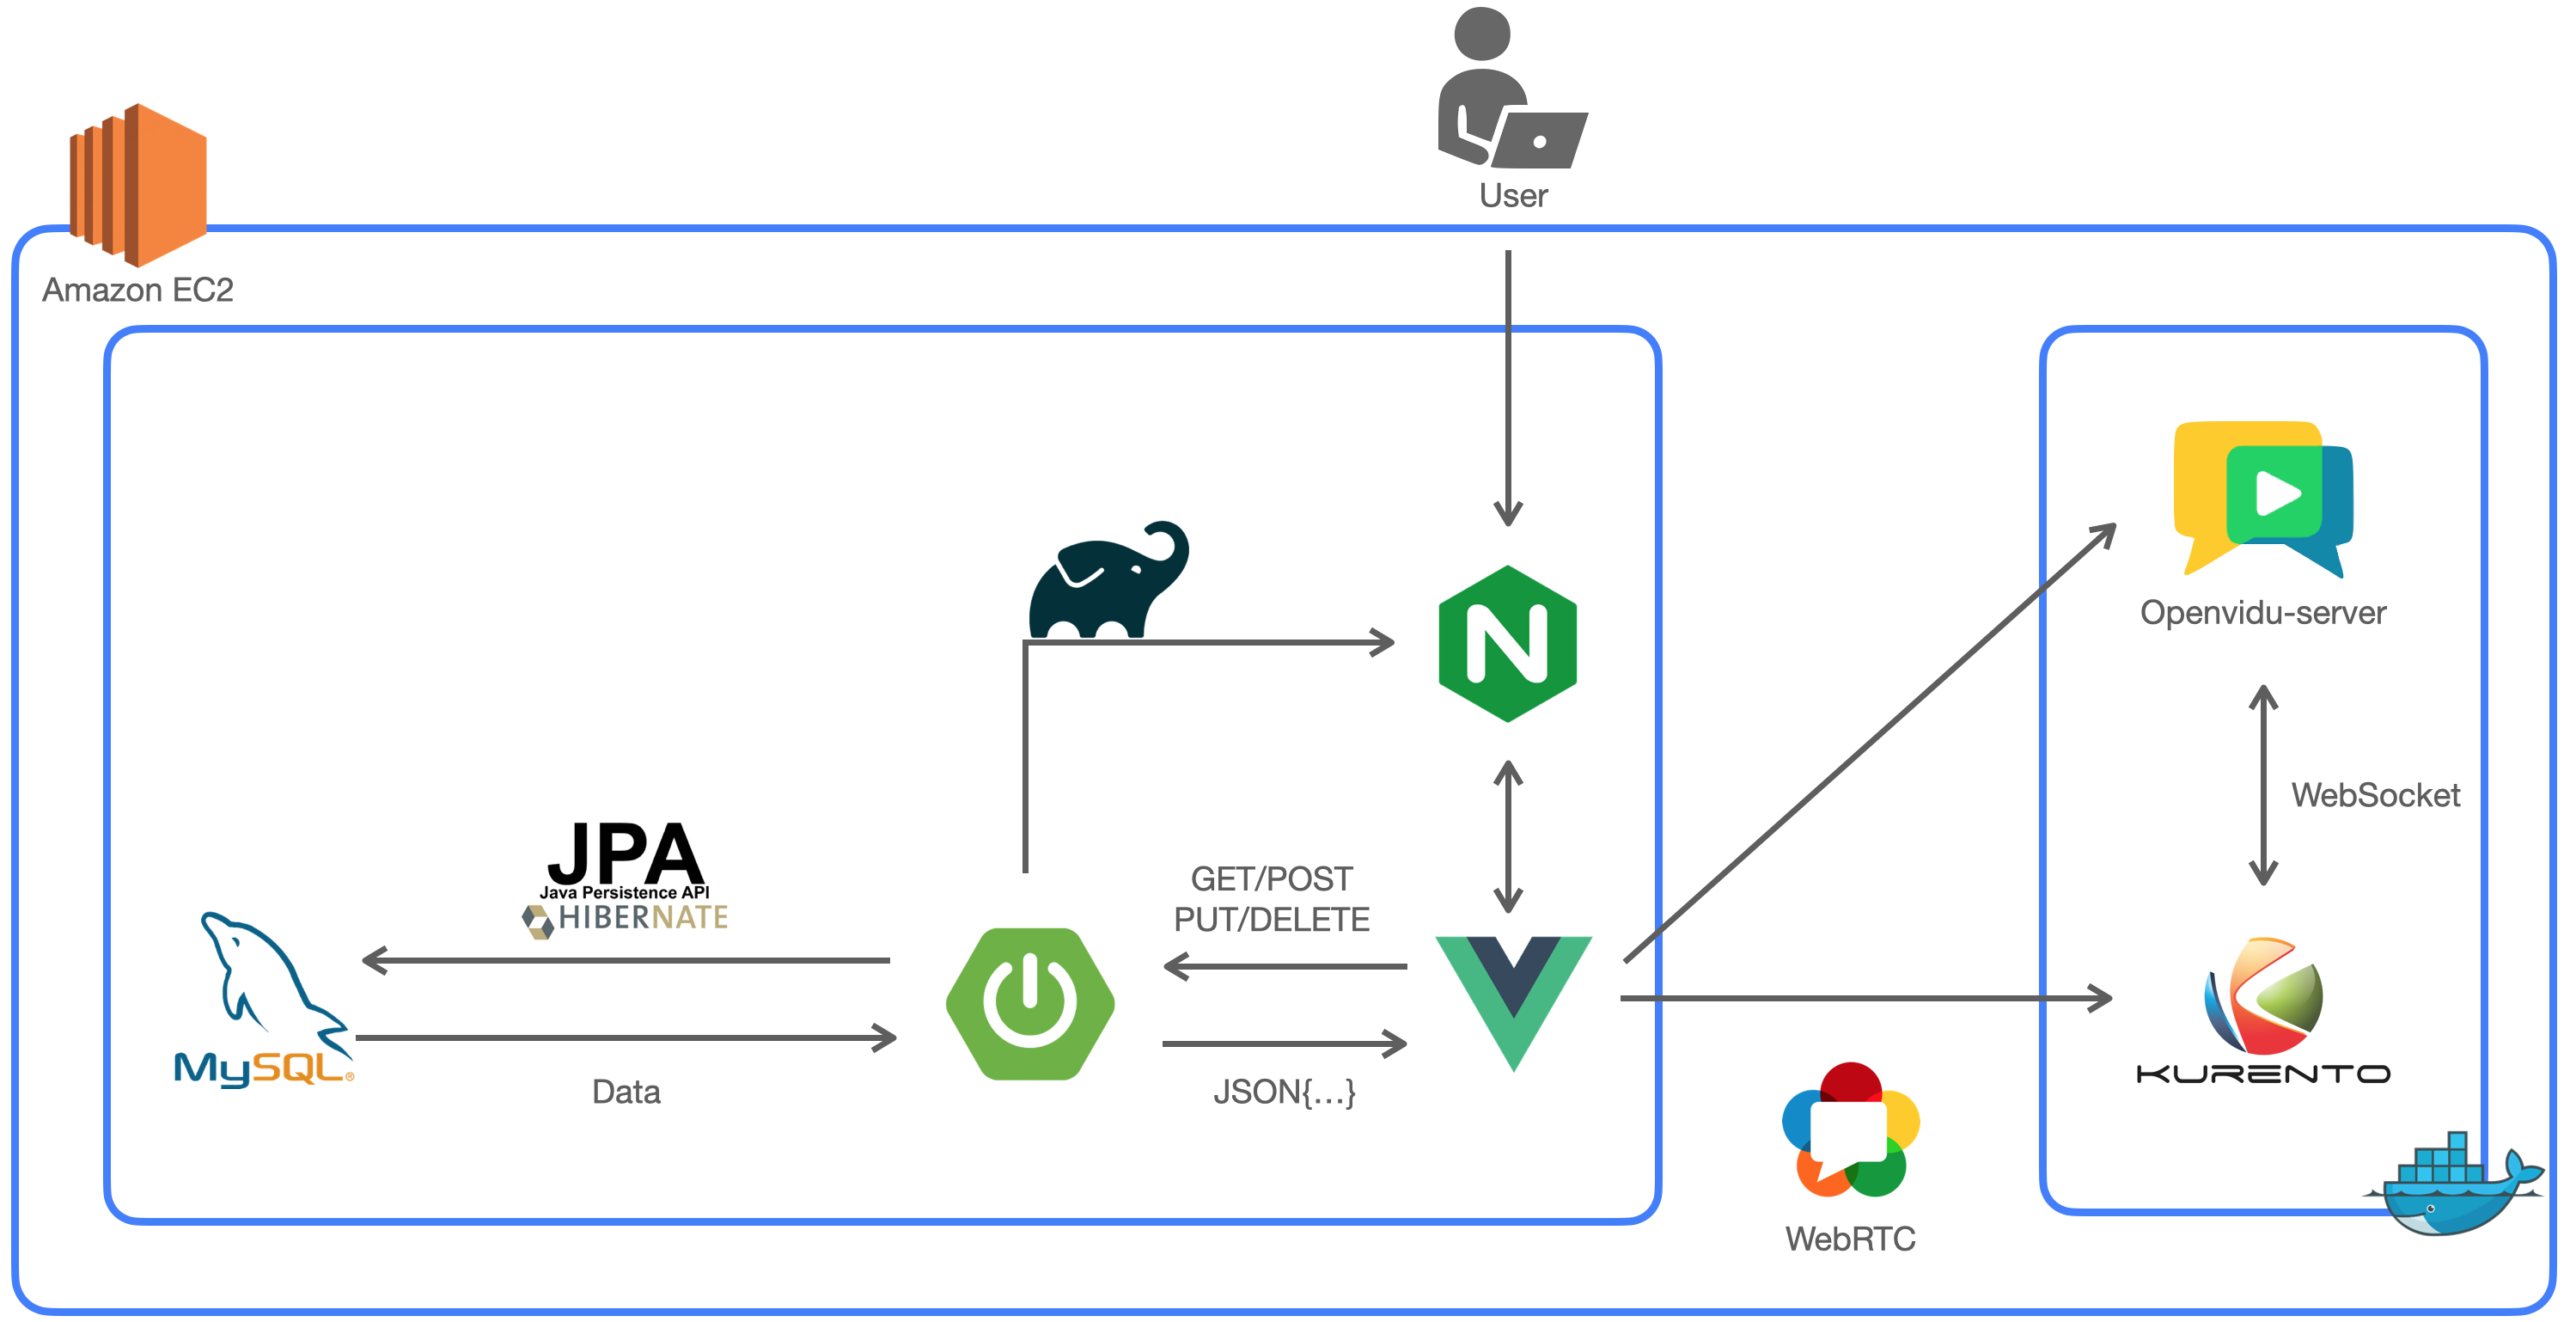 User
Amazon EC2
Openvidu-server
WebSocket
JPA
Java Persistence API
HIBERNATE
GET/POST
PUT/DELETE
MySQL®
Data
JSON{...}
KURENTO
WebRTC